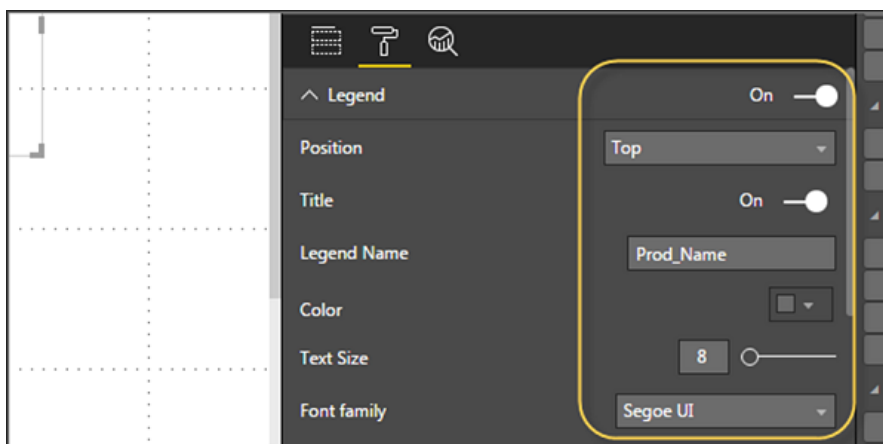 Legend On
Position Top
Title On
Legend Name Prod_Name
Color
Text Size 8
Font family Segoe UI